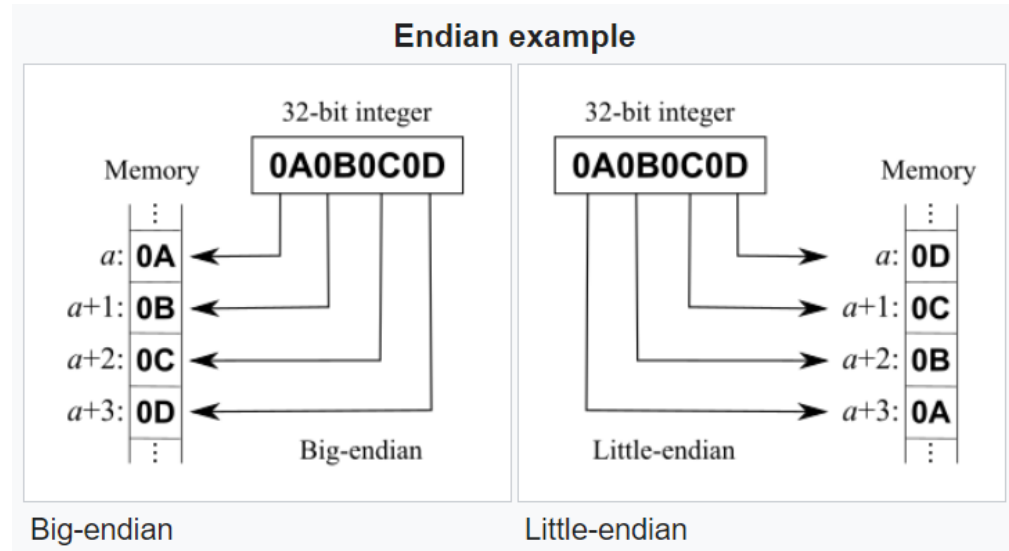 Endian example
32-bit integer
0A0B0C0D
Memory
⋮
a: 0A
a+1: 0B
a+2: 0C
a+3: 0D
⋮
Big-endian
32-bit integer
0A0B0C0D
Memory
⋮
a: 0D
a+1: 0C
a+2: 0B
a+3: 0A
⋮
Little-endian
Big-endian
Little-endian